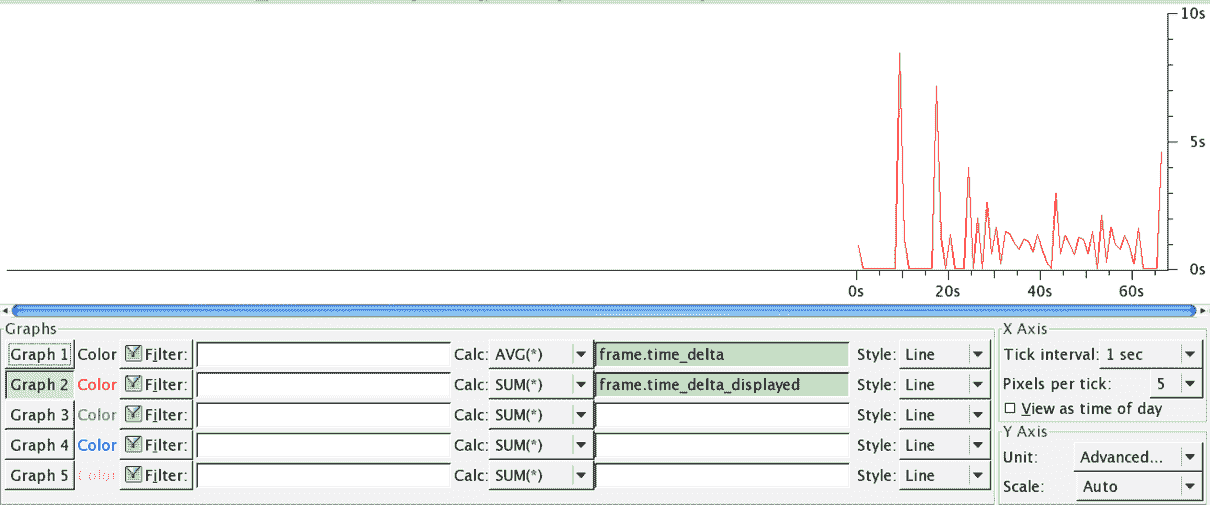 10s
5s
0s
0s 20s 40s 60s
Graphs
Graph 1 Color Filter: Calc: AVG(*) frame.time_delta Style: Line
Graph 2 Color Filter: Calc: SUM(*) frame.time_delta_displayed Style: Line
Graph 3 Color Filter: Calc: SUM(*) Style: Line
Graph 4 Color Filter: Calc: SUM(*) Style: Line
Graph 5 Color Filter: Calc: SUM(*) Style: Line
X Axis
Tick interval: 1 sec
Pixels per tick: 5
View as time of day
Y Axis
Unit: Advanced...
Scale: Auto